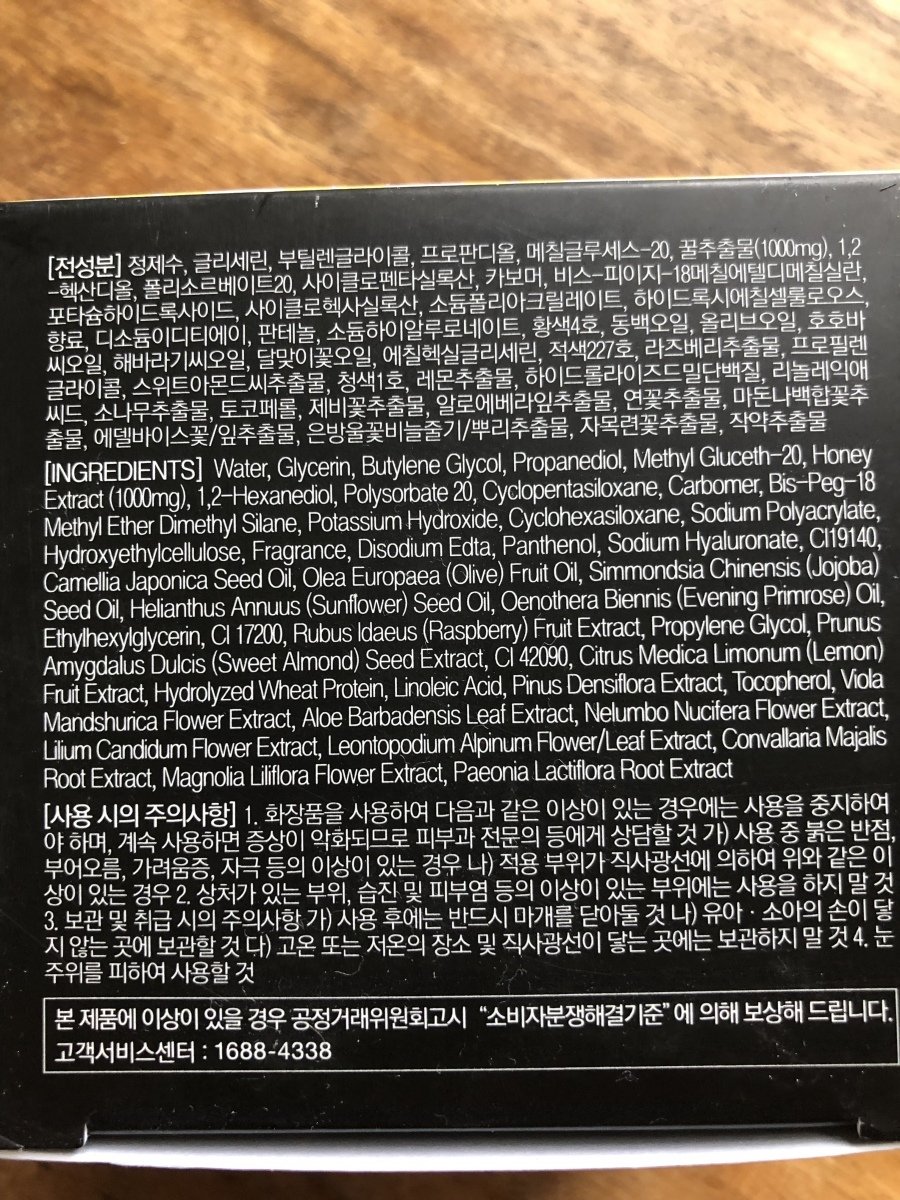 [전성분] 정제수, 글리세린, 부틸렌글라이콜, 프로판디올, 메칠글루세스-20, 꿀추출물(1000mg), 1,2
-헥산디올, 폴리소르베이트20, 사이클로펜타실록산, 카보머, 비스-피이지-18메칠에텔디메칠실란,
포타슘하이드록사이드, 사이클로헥사실록산, 소듐폴리아크릴레이트, 하이드록시에칠셀룰로오스,
향료, 디소듐이디티에이, 판테놀, 소듐하이알루로네이트, 황색4호, 동백오일, 올리브오일, 호호바
씨오일, 해바라기씨오일, 달맞이꽃오일, 에칠헥실글리세린, 적색227호, 라즈베리추출물, 프로필렌
글라이콜, 스위트아몬드씨추출물, 청색1호, 레몬추출물, 하이드롤라이즈드밀단백질, 리놀레익애
씨드, 소나무추출물, 토코페롤, 제비꽃추출물, 알로에베라잎추출물, 연꽃추출물, 마돈나백합꽃추
출물, 에델바이스꽃/잎추출물, 은방울꽃비늘줄기/뿌리추출물, 자목련꽃추출물, 작약추출물
[INGREDIENTS] Water, Glycerin, Butylene Glycol, Propanediol, Methyl Gluceth-20, Honey
Extract (1000mg), 1,2-Hexanediol, Polysorbate 20, Cyclopentasiloxane, Carbomer, Bis-Peg-18
Methyl Ether Dimethyl Silane, Potassium Hydroxide, Cyclohexasiloxane, Sodium Polyacrylate,
Hydroxyethylcellulose, Fragrance, Disodium Edta, Panthenol, Sodium Hyaluronate, CI19140,
Camellia Japonica Seed Oil, Olea Europaea (Olive) Fruit Oil, Simmondsia Chinensis (Jojoba)
Seed Oil, Helianthus Annuus (Sunflower) Seed Oil, Oenothera Biennis (Evening Primrose) Oil,
Ethylhexylglycerin, CI 17200, Rubus Idaeus (Raspberry) Fruit Extract, Propylene Glycol, Prunus
Amygdalus Dulcis (Sweet Almond) Seed Extract, CI 42090, Citrus Medica Limonum (Lemon)
Fruit Extract, Hydrolyzed Wheat Protein, Linoleic Acid, Pinus Densiflora Extract, Tocopherol, Viola
Mandshurica Flower Extract, Aloe Barbadensis Leaf Extract, Nelumbo Nucifera Flower Extract,
Lilium Candidum Flower Extract, Leontopodium Alpinum Flower/Leaf Extract, Convallaria Majalis
Root Extract, Magnolia Liliflora Flower Extract, Paeonia Lactiflora Root Extract
[사용 시의 주의사항] 1. 화장품을 사용하여 다음과 같은 이상이 있는 경우에는 사용을 중지하여
야 하며, 계속 사용하면 증상이 악화되므로 피부과 전문의 등에게 상담할 것 가) 사용 중 붉은 반점,
부어오름, 가려움증, 자극 등의 이상이 있는 경우 나) 적용 부위가 직사광선에 의하여 위와 같은 이
상이 있는 경우 2. 상처가 있는 부위, 습진 및 피부염 등의 이상이 있는 부위에는 사용을 하지 말 것
3. 보관 및 취급 시의 주의사항 가) 사용 후에는 반드시 마개를 닫아둘 것 나) 유아 · 소아의 손이 닿
지 않는 곳에 보관할 것 다) 고온 또는 저온의 장소 및 직사광선이 닿는 곳에는 보관하지 말 것 4. 눈
주위를 피하여 사용할 것
본 제품에 이상이 있을 경우 공정거래위원회고시 "소비자분쟁해결기준"에 의해 보상해 드립니다.
고객서비스센터 : 1688-4338